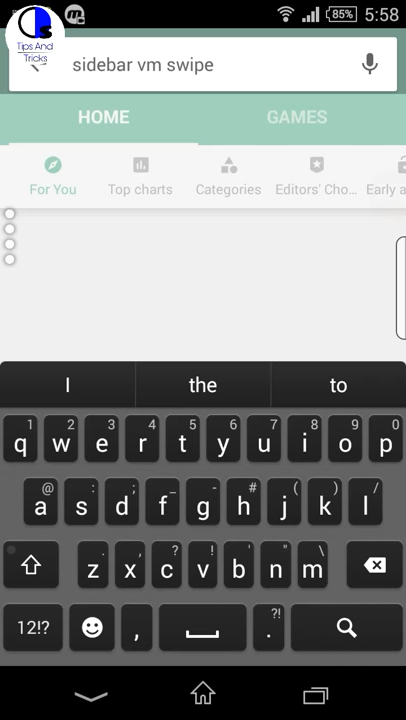 85% 5:58
Tips And
Tricks
sidebar vm swipe
HOME GAMES
For You Top charts Categories Editors' Cho... Early a
I the to
1 2 3 4 5 6 7 8 9 0
q w e r t y u i o p
@ : ; _ - # ( ) /
a s d f g h j k l
. , ? ! ' " \
z x c v b n m
?!
12!? , .